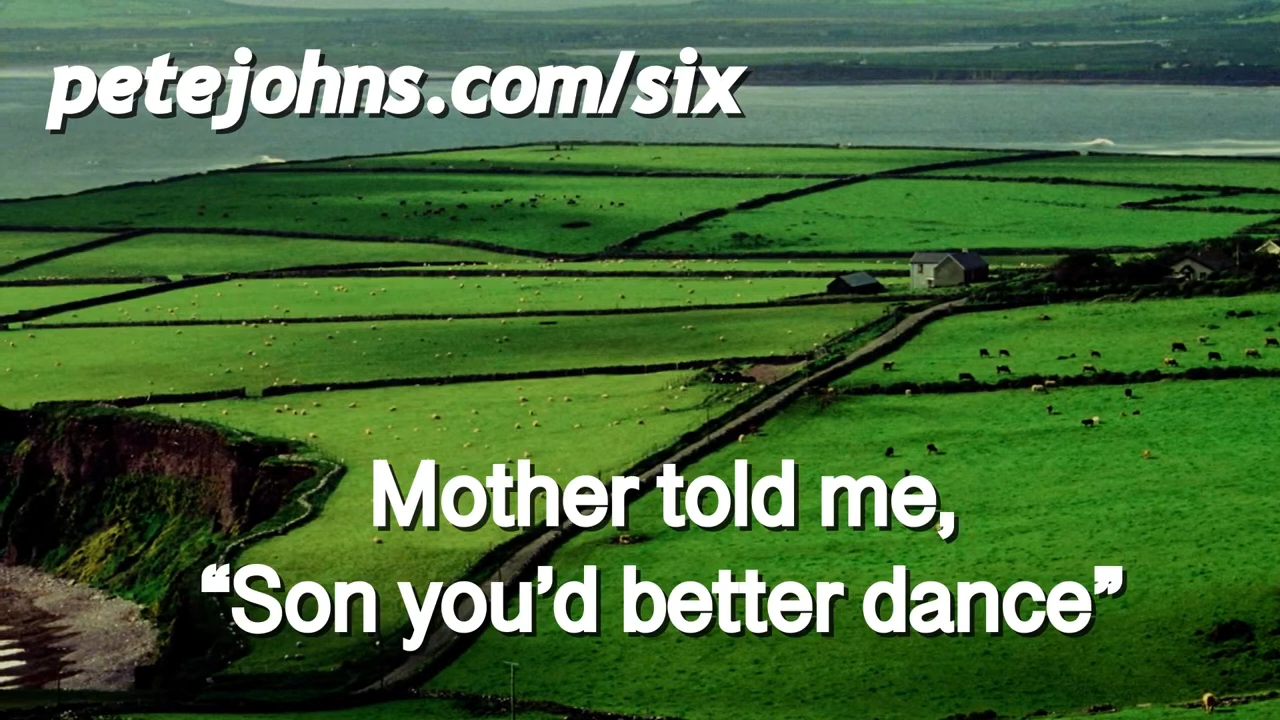 petejohns.com/six
Mother told me,
“Son you’d better dance”